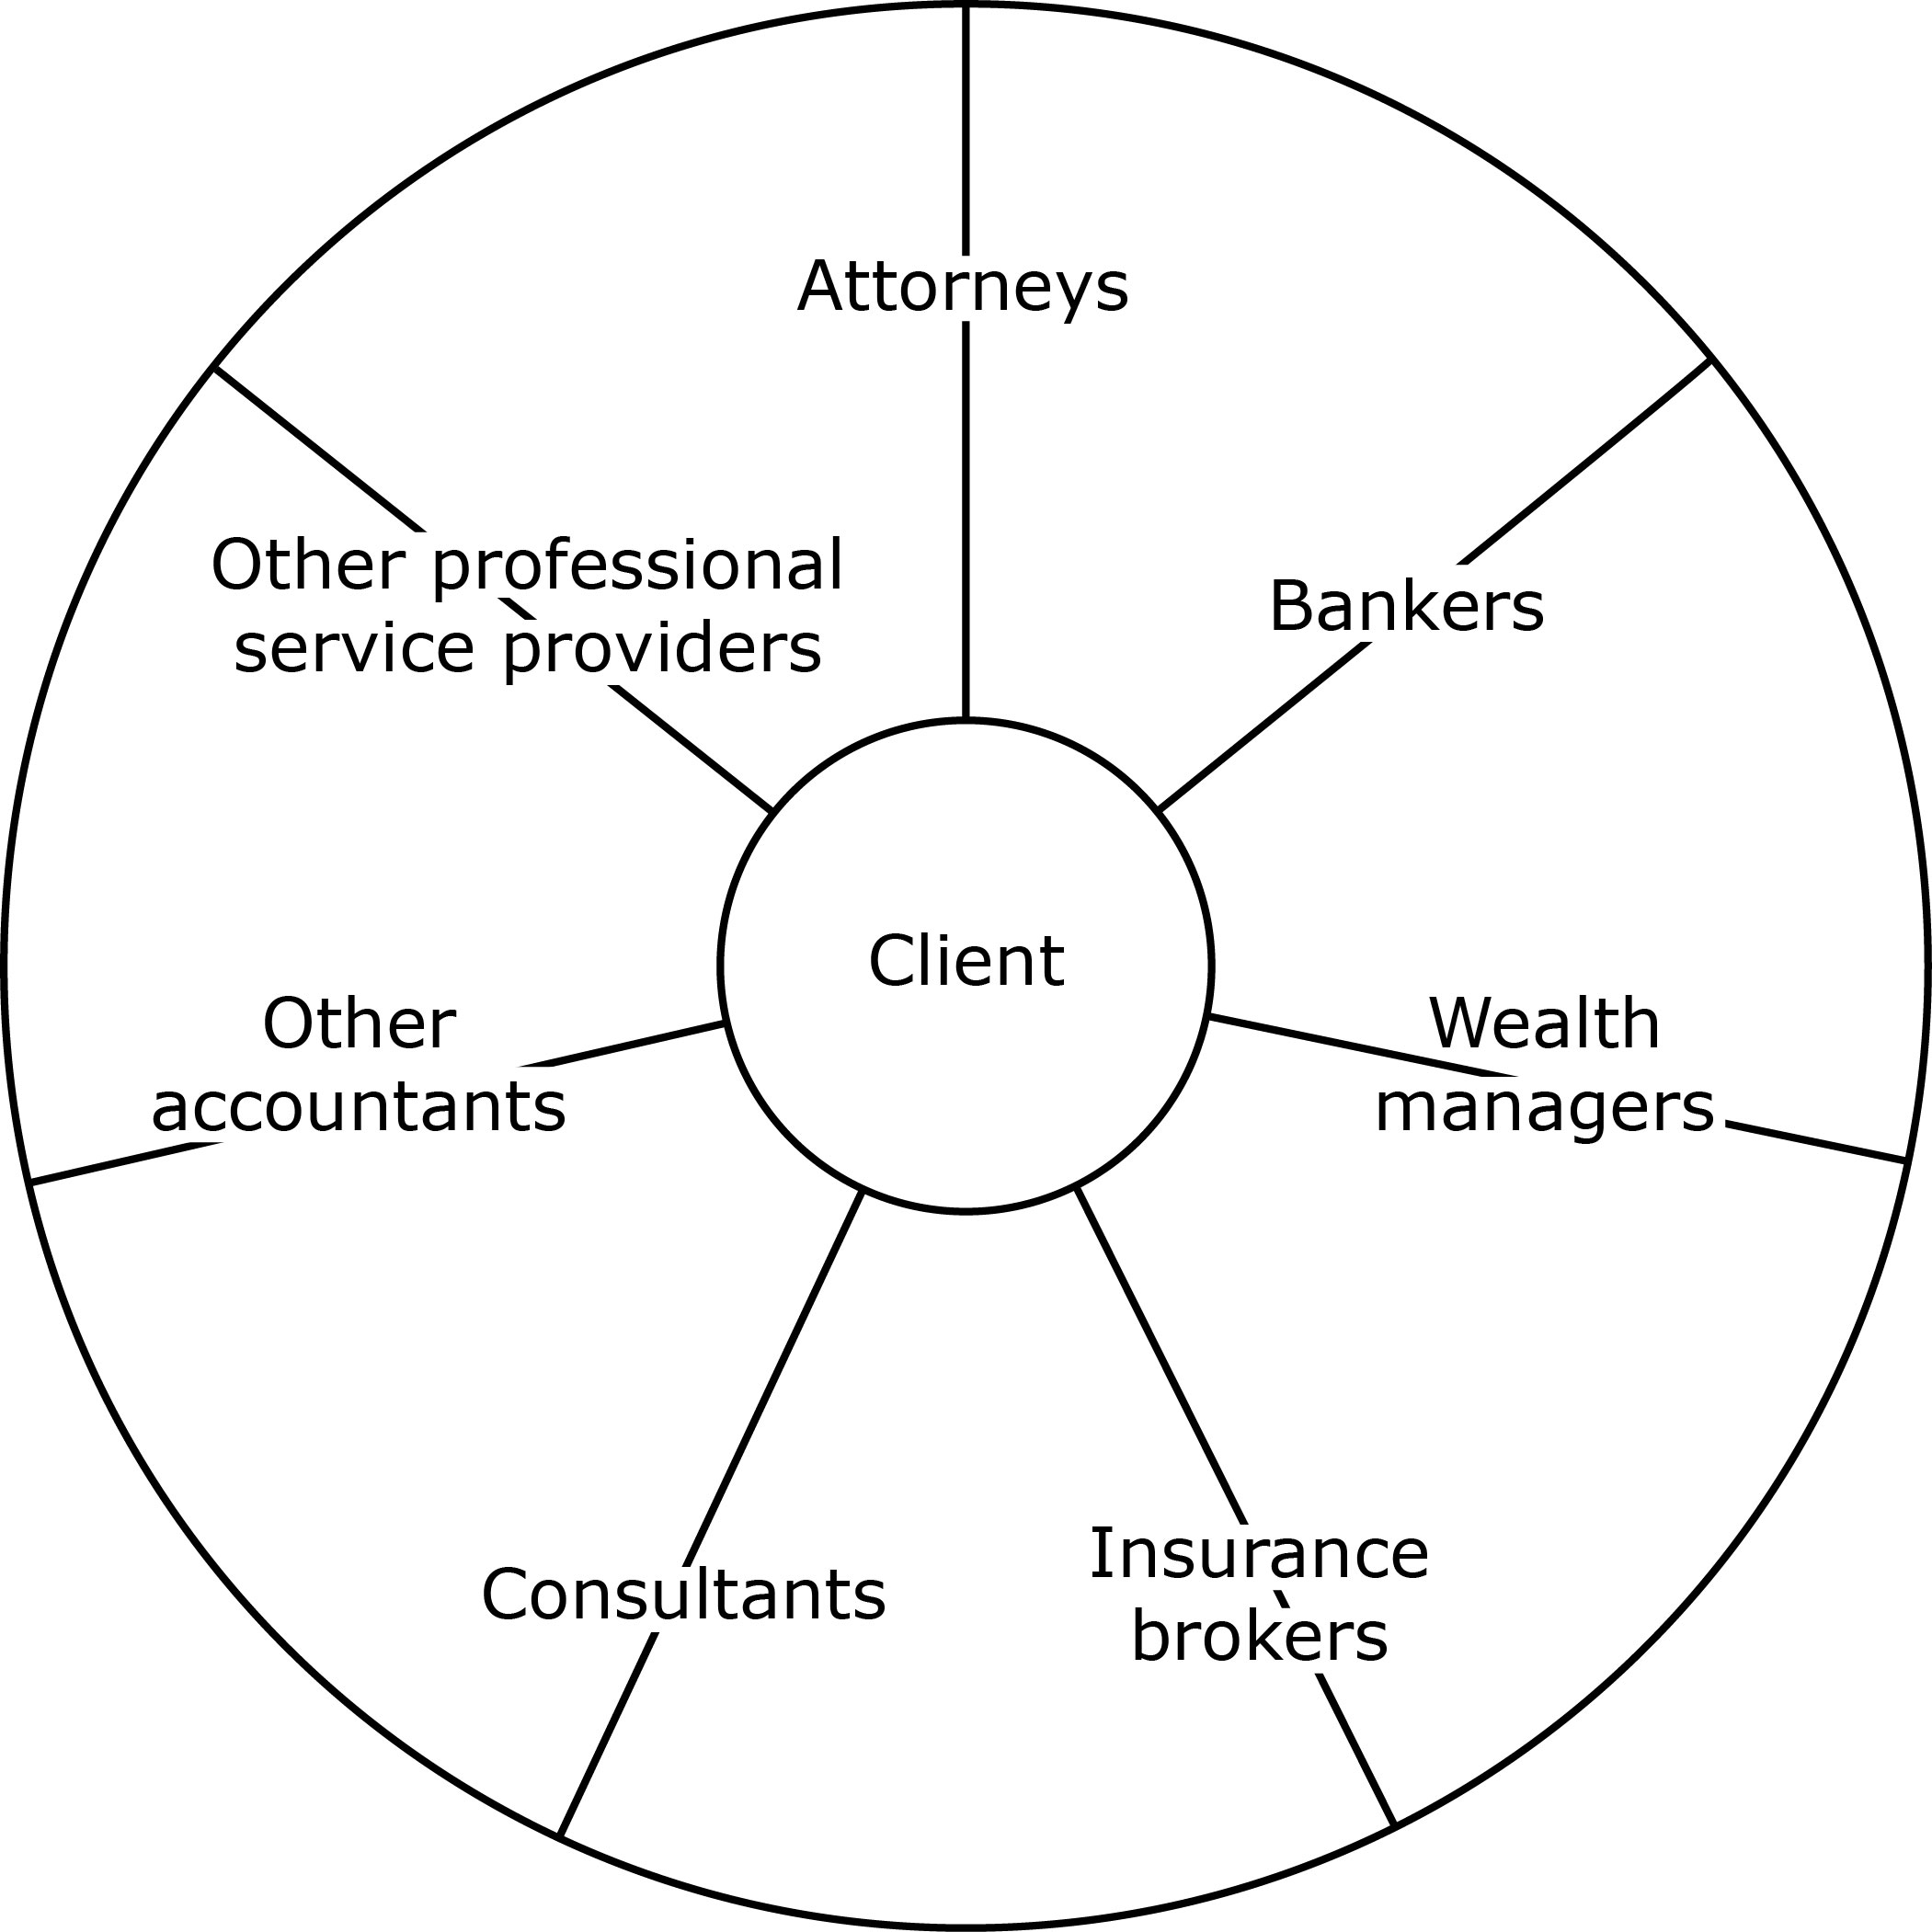 Attorneys
Other professional
service providers
Bankers
Client
Other
accountants
Wealth
managers
Consultants
Insurance
brokers